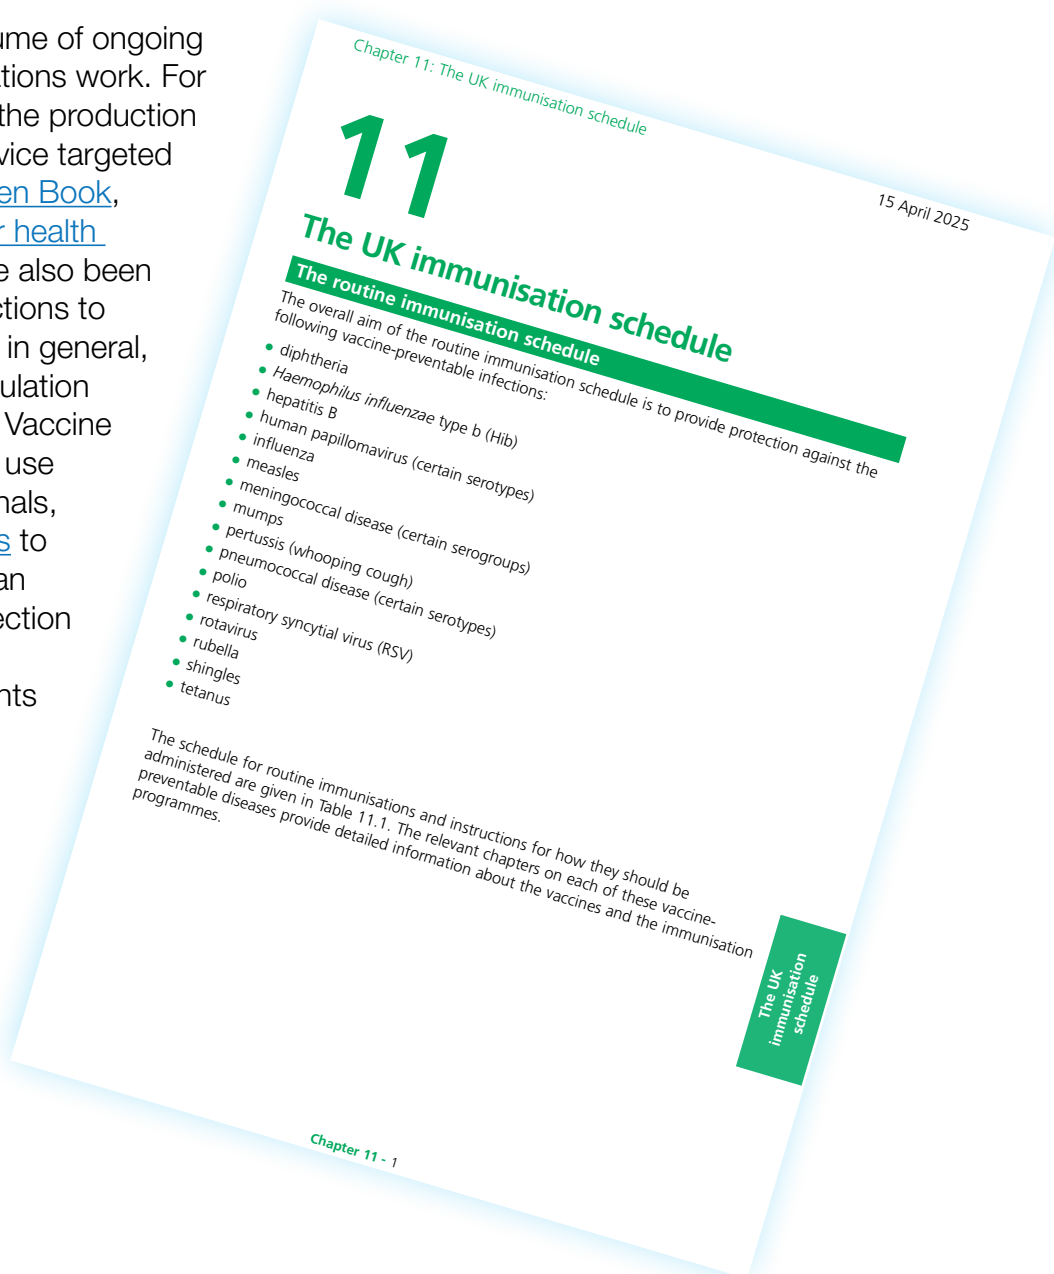 ume of ongoing
ations work. For
the production
vice targeted
en Book,
r health
e also been
ctions to
in general,
ulation
Vaccine
use
nals,
s to
an
ection
nts
Chapter 11: The UK immunisation schedule
15 April 2025
11
The UK immunisation schedule
The routine immunisation schedule
The overall aim of the routine immunisation schedule is to provide protection against the
following vaccine-preventable infections:
• diphtheria
• Haemophilus influenzae type b (Hib)
• hepatitis B
• human papillomavirus (certain serotypes)
• influenza
• measles
• meningococcal disease (certain serogroups)
• mumps
• pertussis (whooping cough)
• pneumococcal disease (certain serotypes)
• polio
• respiratory syncytial virus (RSV)
• rotavirus
• rubella
• shingles
• tetanus
The schedule for routine immunisations and instructions for how they should be
administered are given in Table 11.1. The relevant chapters on each of these vaccine-
preventable diseases provide detailed information about the vaccines and the immunisation
programmes.
The UK
immunisation
schedule
Chapter 11 - 1